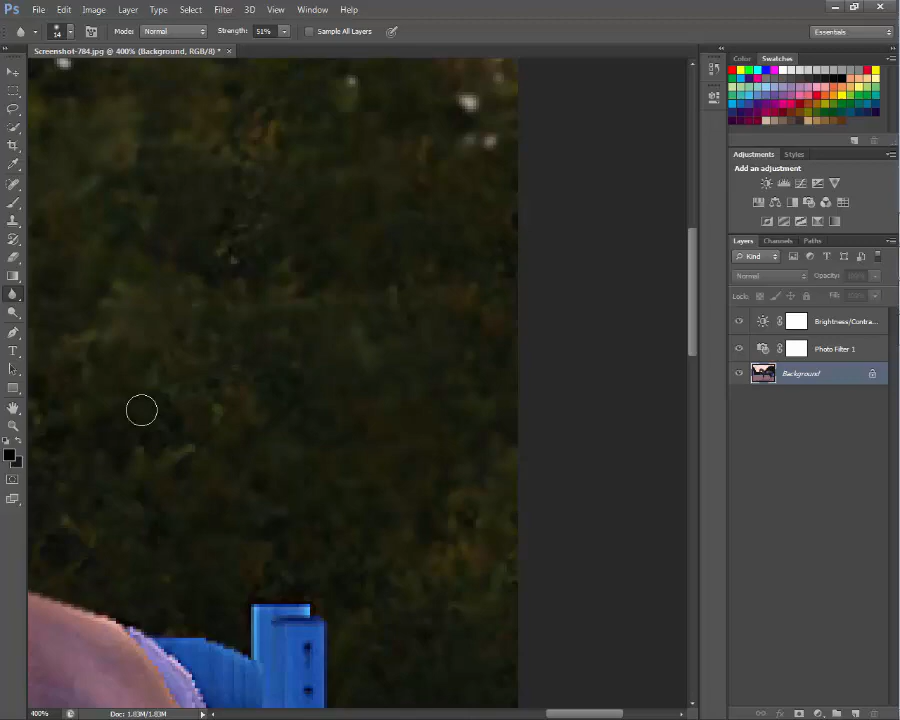 Ps File Edit Image Layer Type Select Filter 3D View Window Help
14 Mode: Normal Strength: 51% Sample All Layers Essentials
Screenshot-784.jpg @ 400% (Background, RGB/8) * ×
Color Swatches
Adjustments Styles
Add an adjustment
Layers Channels Paths
Kind
Normal Opacity:
Lock: Fill:
Brightness/Contra...
Photo Filter 1
Background
400% Doc: 1.83M/1.83M